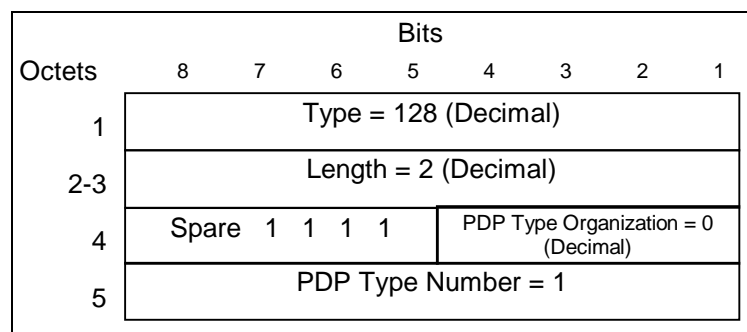 Bits
Octets 8 7 6 5 4 3 2 1
1 Type = 128 (Decimal)
2-3 Length = 2 (Decimal)
4 Spare 1 1 1 1 PDP Type Organization = 0
(Decimal)
5 PDP Type Number = 1